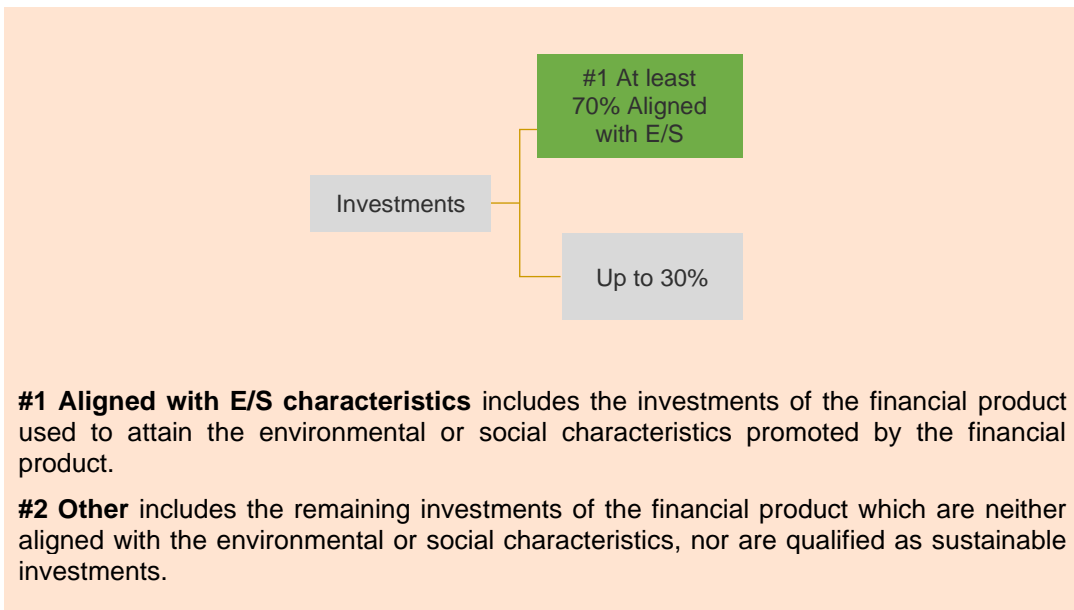 #1 At least
70% Aligned
with E/S
Investments
Up to 30%
#1 Aligned with E/S characteristics includes the investments of the financial product
used to attain the environmental or social characteristics promoted by the financial
product.
#2 Other includes the remaining investments of the financial product which are neither
aligned with the environmental or social characteristics, nor are qualified as sustainable
investments.